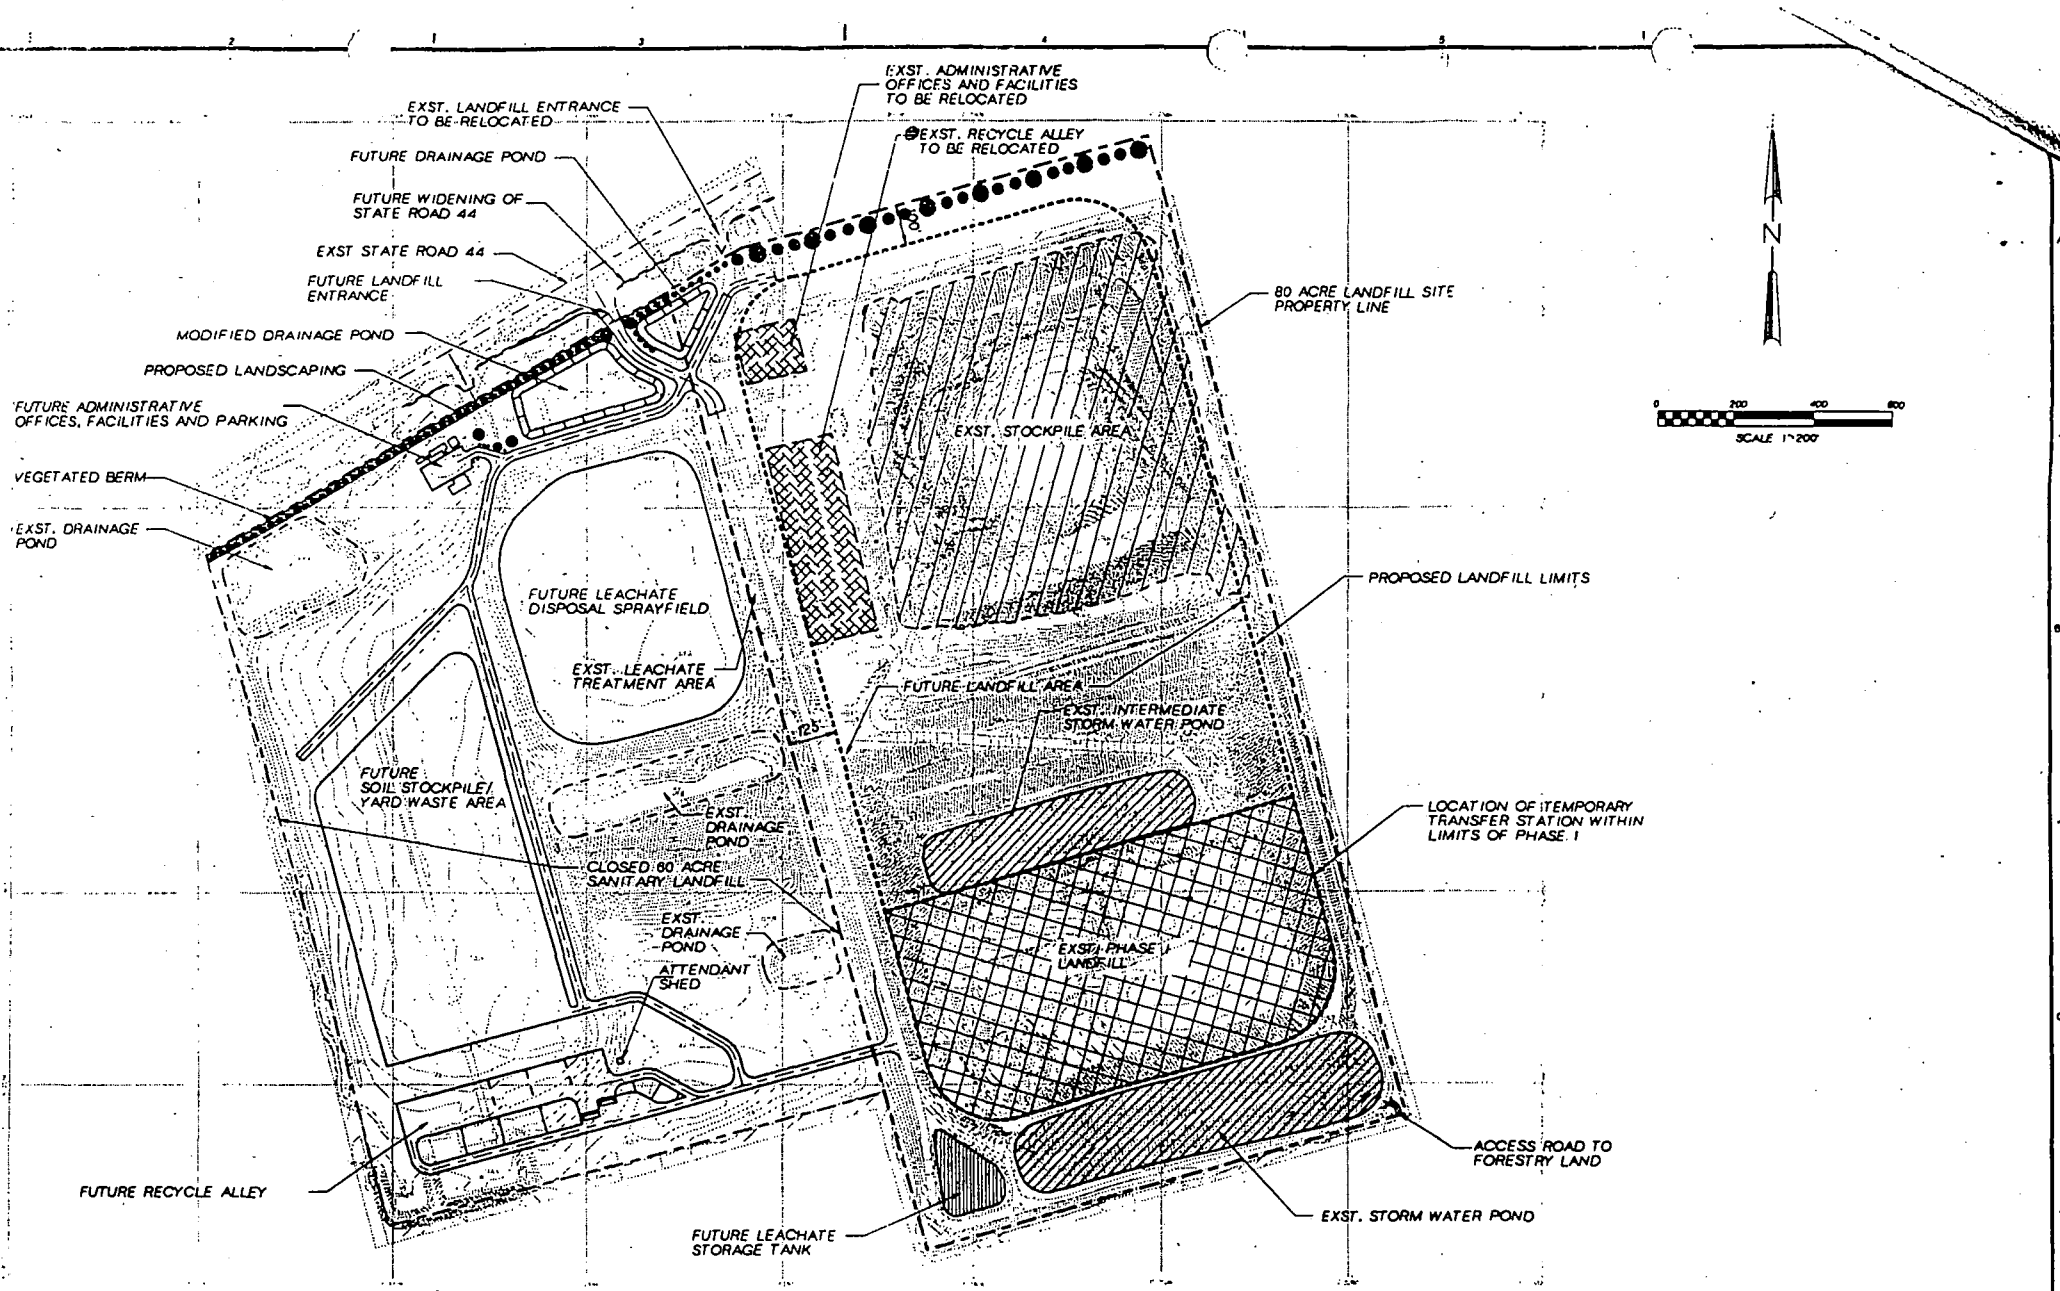 2
1
3
4
5
EXST. ADMINISTRATIVE
OFFICES AND FACILITIES
TO BE RELOCATED
EXST. LANDFILL ENTRANCE
TO BE RELOCATED
EXST. RECYCLE ALLEY
TO BE RELOCATED
FUTURE DRAINAGE POND
FUTURE WIDENING OF
STATE ROAD 44
EXST STATE ROAD 44
FUTURE LANDFILL
ENTRANCE
MODIFIED DRAINAGE POND
PROPOSED LANDSCAPING
FUTURE ADMINISTRATIVE
OFFICES, FACILITIES AND PARKING
VEGETATED BERM
EXST. DRAINAGE
POND
N
80 ACRE LANDFILL SITE
PROPERTY LINE
0 200 400 600
SCALE 1"=200'
EXST. STOCKPILE AREA
PROPOSED LANDFILL LIMITS
FUTURE LEACHATE
DISPOSAL SPRAYFIELD
EXST. LEACHATE
TREATMENT AREA
FUTURE LANDFILL AREA
EXST. INTERMEDIATE
STORM WATER POND
125'
FUTURE
SOIL STOCKPILE/
YARD WASTE AREA
EXST.
DRAINAGE
POND
LOCATION OF TEMPORARY
TRANSFER STATION WITHIN
LIMITS OF PHASE I
CLOSED 60 ACRE
SANITARY LANDFILL
EXST.
DRAINAGE
POND
EXST. PHASE I
LANDFILL
ATTENDANT
SHED
ACCESS ROAD TO
FORESTRY LAND
FUTURE RECYCLE ALLEY
EXST. STORM WATER POND
FUTURE LEACHATE
STORAGE TANK